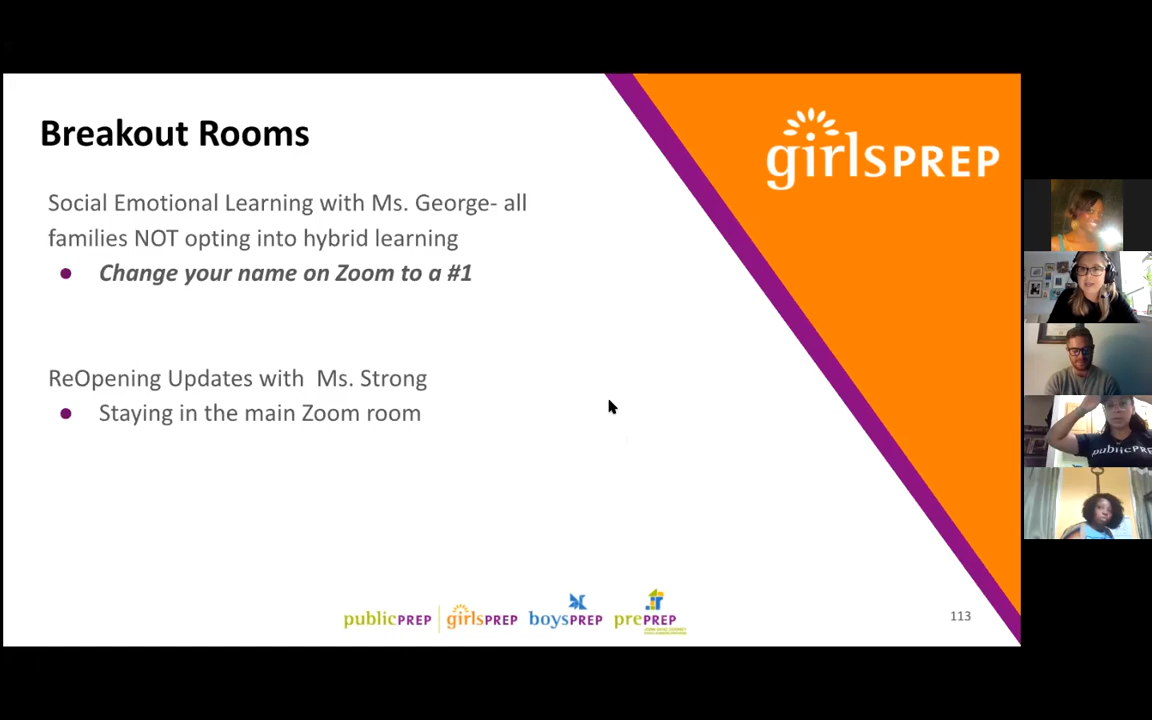 Breakout Rooms
girlsPREP
Social Emotional Learning with Ms. George- all
families NOT opting into hybrid learning
● Change your name on Zoom to a #1
ReOpening Updates with  Ms. Strong
● Staying in the main Zoom room
publicPREP
publicPREP | girlsPREP boysPREP prePREP
113